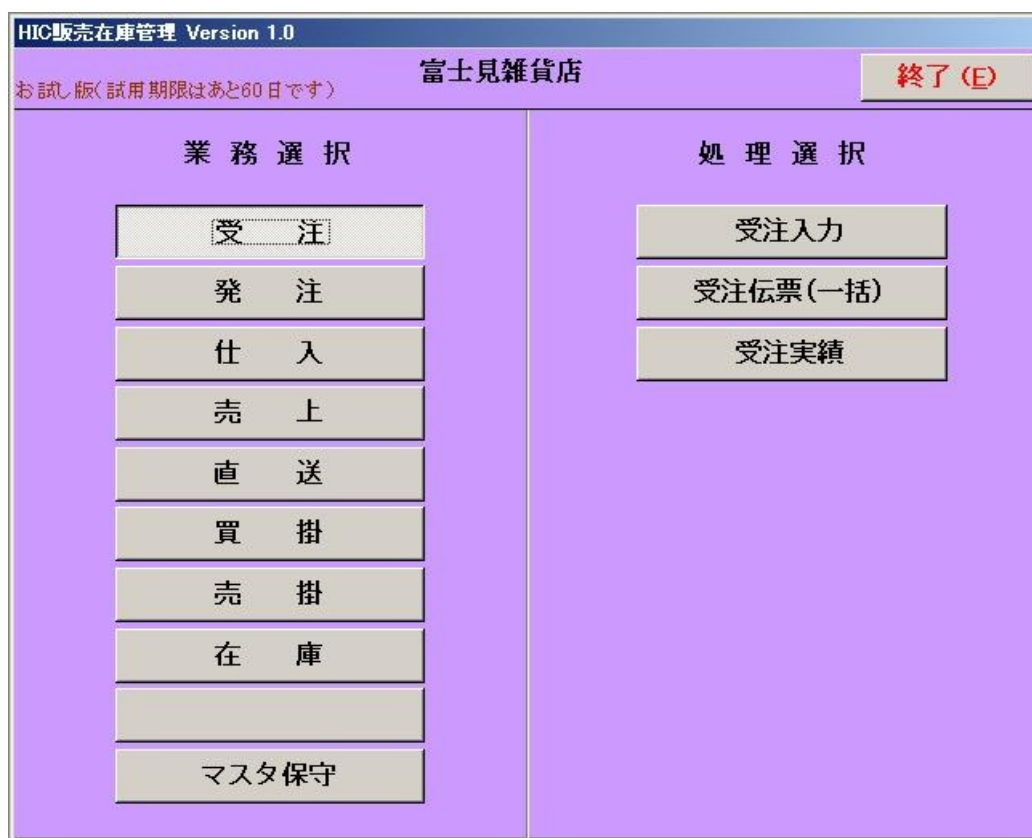 HIC販売在庫管理 Version 1.0
富士見雑貨店
お試し版(試用期限はあと60日です)
終了(E)
業務選択
受注
発注
仕入
売上
直送
買掛
売掛
在庫
マスタ保守
処理選択
受注入力
受注伝票(一括)
受注実績